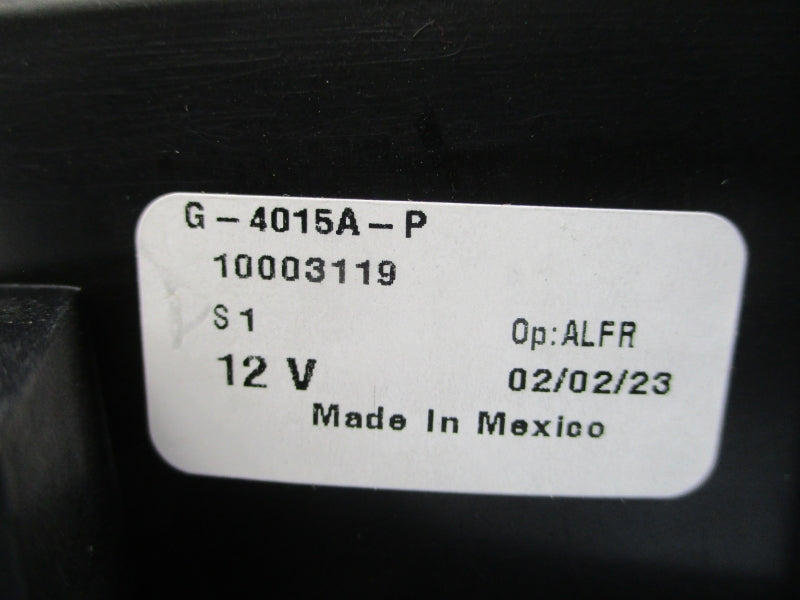 G-4015A-P
10003119
S1
Op:ALFR
12 V
02/02/23
Made In Mexico